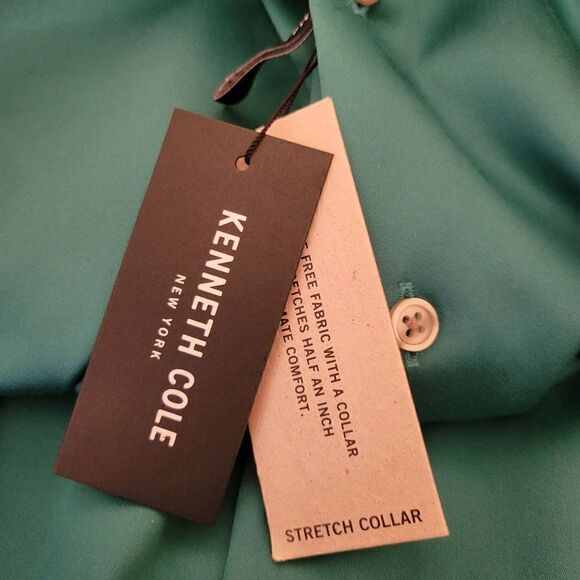 KENNETH COLE
NEW YORK
FREE FABRIC WITH A COLLAR
HALF AN INCH
COMFORT.
STRETCH COLLAR